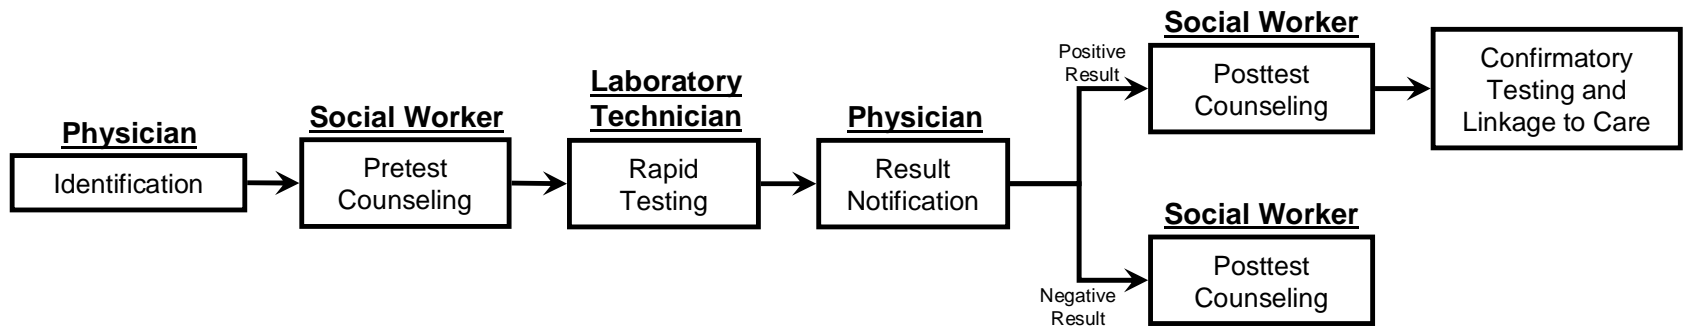 Physician
Identification
Social Worker
Pretest
Counseling
Laboratory
Technician
Rapid
Testing
Physician
Result
Notification
Positive
Result
Social Worker
Posttest
Counseling
Confirmatory
Testing and
Linkage to Care
Negative
Result
Social Worker
Posttest
Counseling